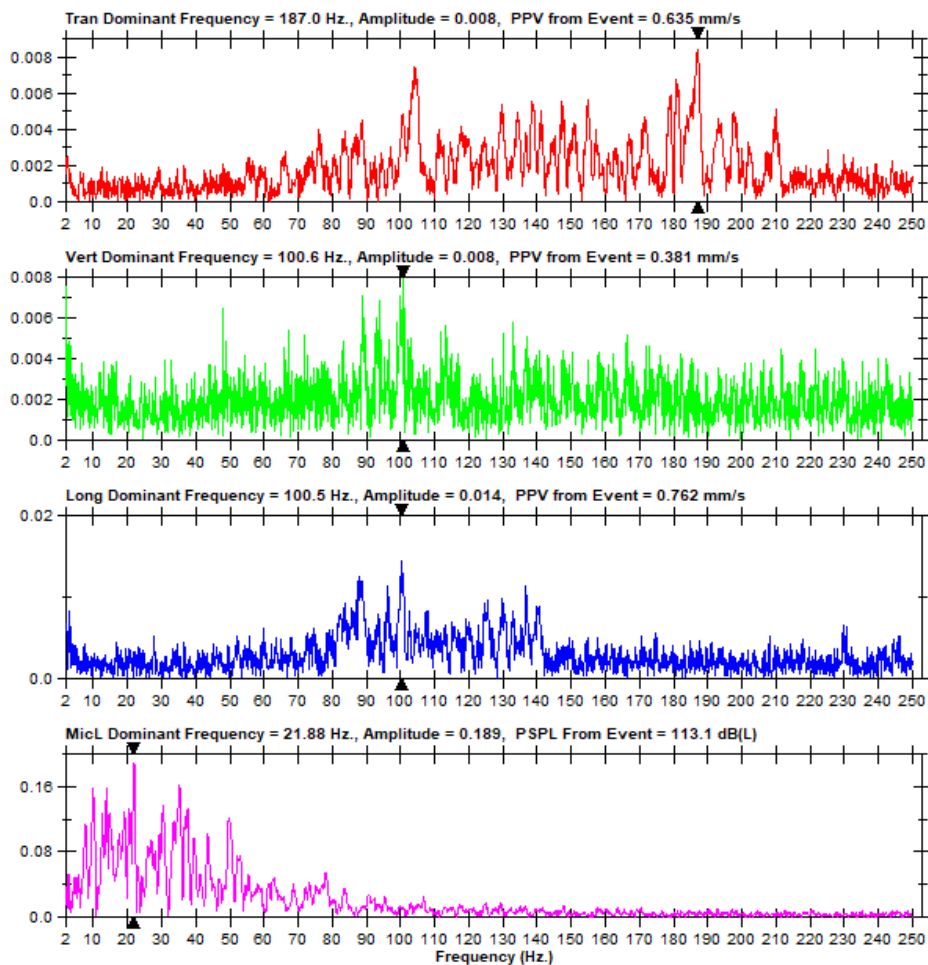 Tran Dominant Frequency = 187.0 Hz., Amplitude = 0.008, PPV from Event = 0.635 mm/s
0.008
0.006
0.004
0.002
0.0
2 10 20 30 40 50 60 70 80 90 100 110 120 130 140 150 160 170 180 190 200 210 220 230 240 250
Vert Dominant Frequency = 100.6 Hz., Amplitude = 0.008, PPV from Event = 0.381 mm/s
0.008
0.006
0.004
0.002
0.0
2 10 20 30 40 50 60 70 80 90 100 110 120 130 140 150 160 170 180 190 200 210 220 230 240 250
Long Dominant Frequency = 100.5 Hz., Amplitude = 0.014, PPV from Event = 0.762 mm/s
0.02
0.0
2 10 20 30 40 50 60 70 80 90 100 110 120 130 140 150 160 170 180 190 200 210 220 230 240 250
MicL Dominant Frequency = 21.88 Hz., Amplitude = 0.189, PSPL From Event = 113.1 dB(L)
0.16
0.08
0.0
2 10 20 30 40 50 60 70 80 90 100 110 120 130 140 150 160 170 180 190 200 210 220 230 240 250
Frequency (Hz.)